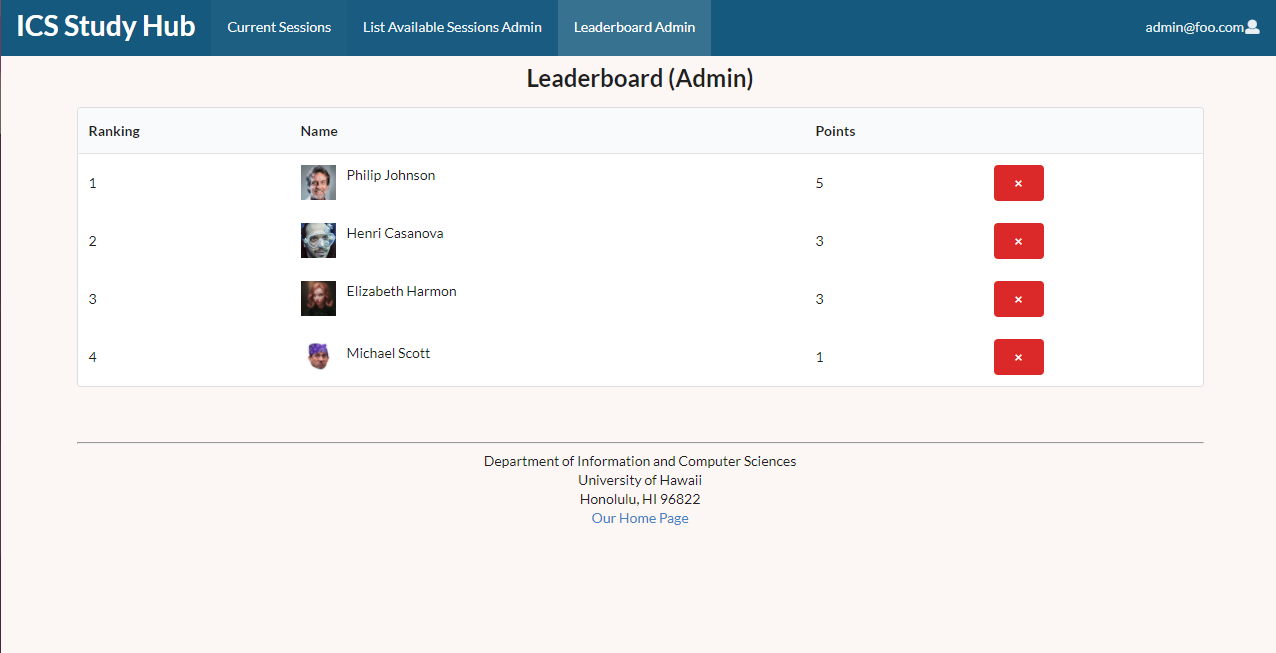 ICS Study Hub Current Sessions List Available Sessions Admin Leaderboard Admin admin@foo.com
Leaderboard (Admin)
Ranking Name Points
1 Philip Johnson 5 ×
2 Henri Casanova 3 ×
3 Elizabeth Harmon 3 ×
4 Michael Scott 1 ×
Department of Information and Computer Sciences
University of Hawaii
Honolulu, HI 96822
Our Home Page